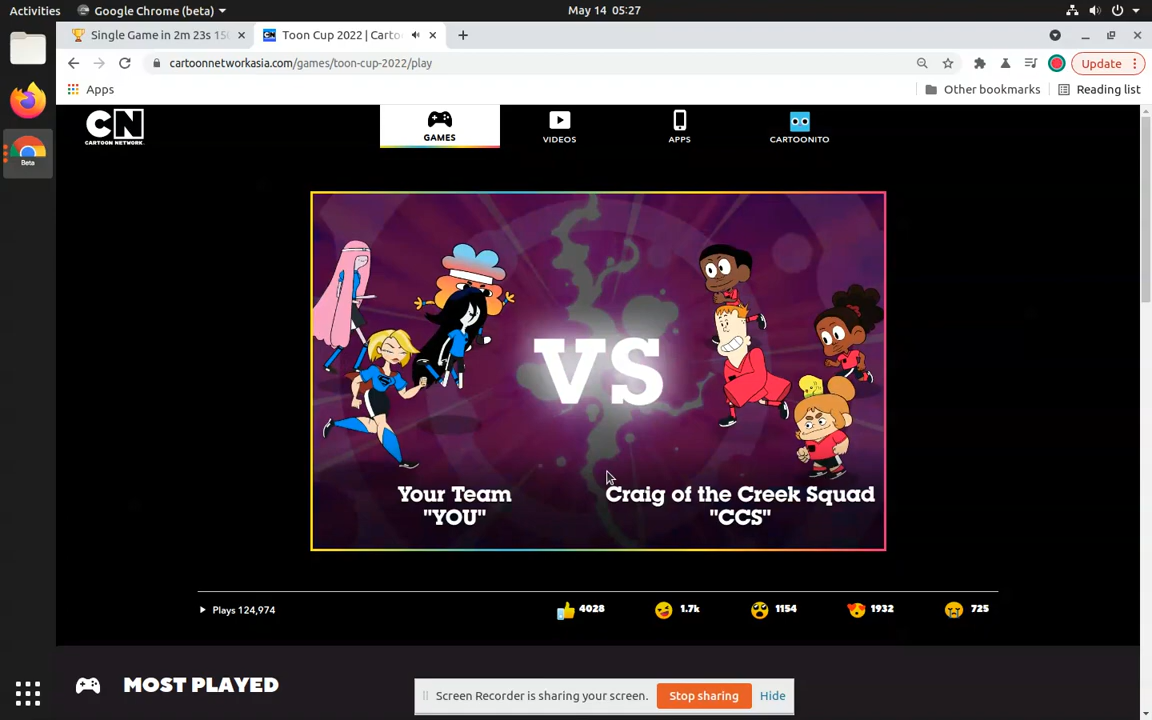 Activities
Google Chrome (beta)
May 14 05:27
Single Game in 2m 23s
Toon Cup 2022 | Carto
cartoonnetworkasia.com/games/toon-cup-2022/play
Update
Apps
Other bookmarks
Reading list
Beta
CN
CARTOON NETWORK
GAMES
VIDEOS
APPS
CARTOONITO
VS
Your Team
"YOU"
Craig of the Creek Squad
"CCS"
Plays 124,974
4028
1.7k
1154
1932
725
MOST PLAYED
Screen Recorder is sharing your screen.
Stop sharing
Hide